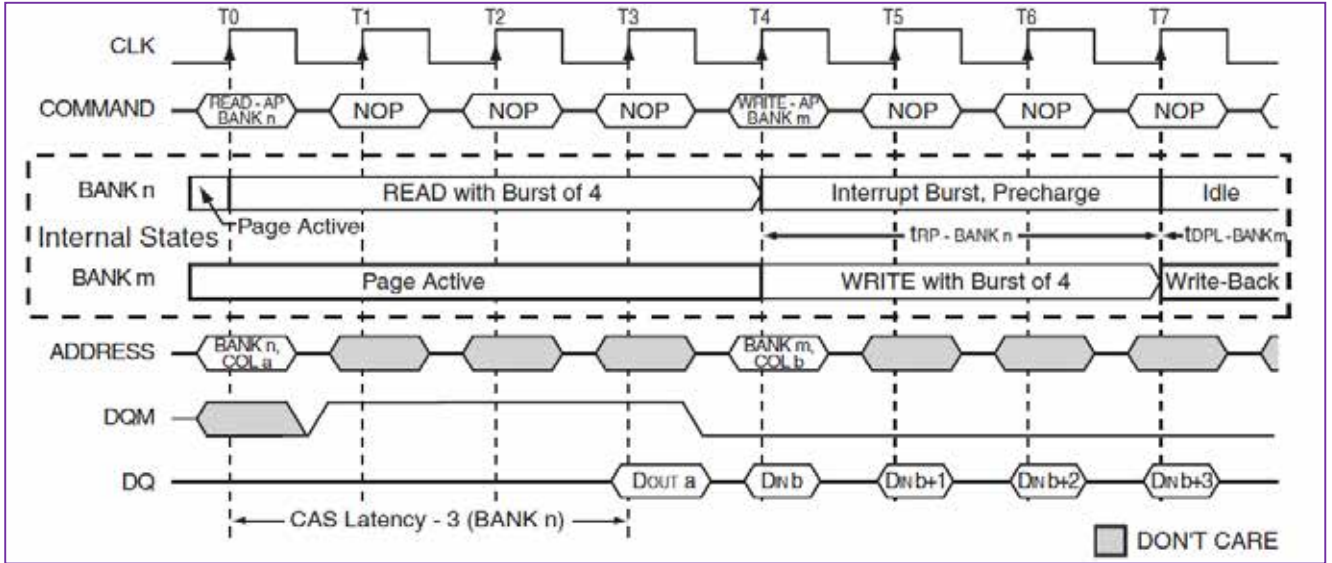 T0 T1 T2 T3 T4 T5 T6 T7
CLK
COMMAND READ - AP BANK n NOP NOP NOP WRITE - AP BANK m NOP NOP NOP
BANK n READ with Burst of 4 Interrupt Burst, Precharge Idle
Page Active
Internal States tRP - BANK n tDPL - BANK m
BANK m Page Active WRITE with Burst of 4 Write-Back
ADDRESS BANK n, COL a BANK m, COL b
DQM
DQ DOUT a DIN b DIN b+1 DIN b+2 DIN b+3
CAS Latency - 3 (BANK n)
DON'T CARE